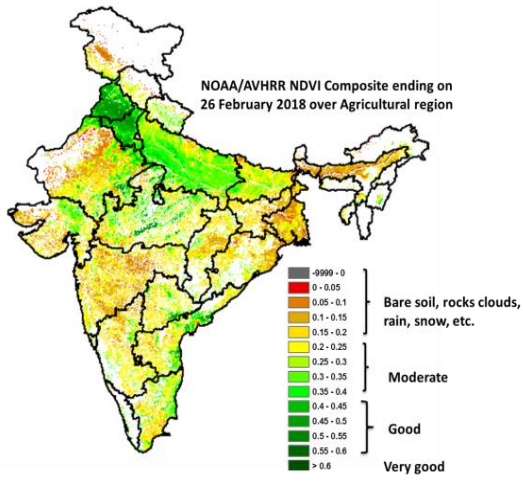 NOAA/AVHRR NDVI Composite ending on
26 February 2018 over Agricultural region
-9999 - 0
0 - 0.05
0.05 - 0.1
0.1 - 0.15
0.15 - 0.2
0.2 - 0.25
0.25 - 0.3
0.3 - 0.35
0.35 - 0.4
0.4 - 0.45
0.45 - 0.5
0.5 - 0.55
0.55 - 0.6
> 0.6
Bare soil, rocks clouds,
rain, snow, etc.
Moderate
Good
Very good